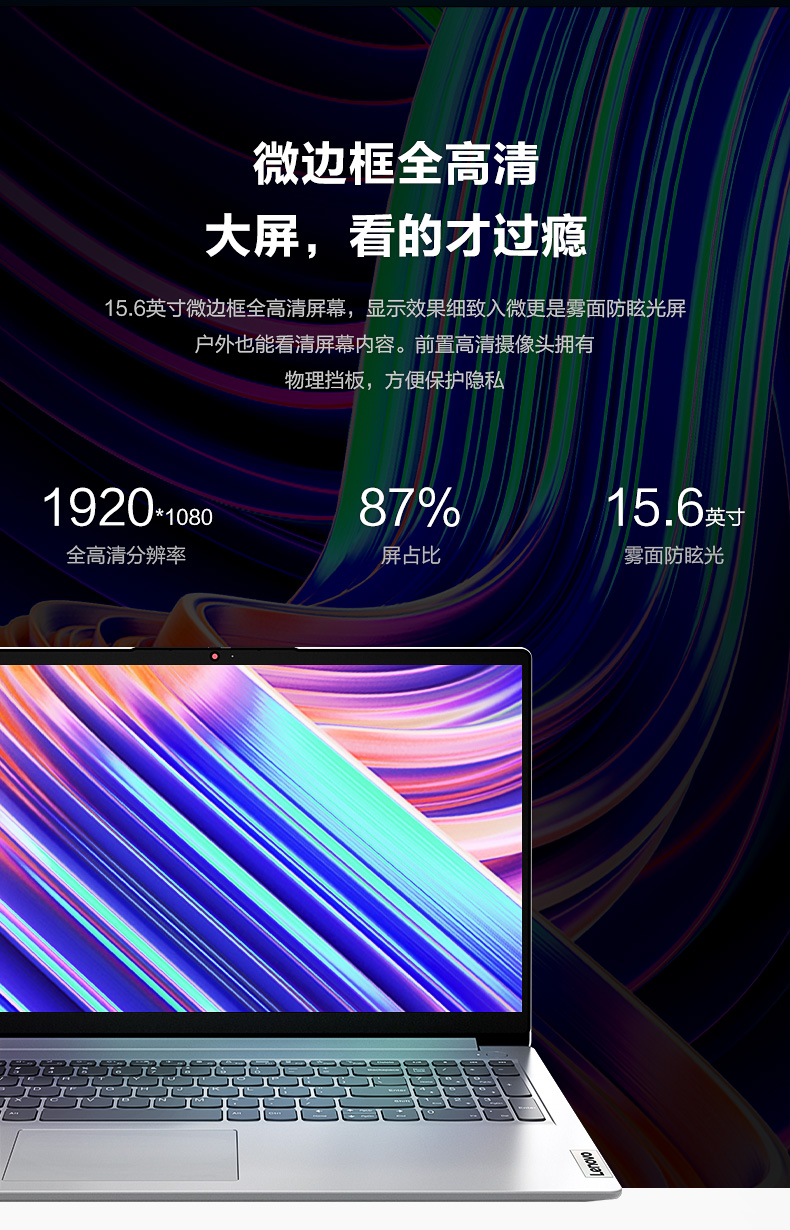 微边框全高清
大屏，看的才过瘾
15.6英寸微边框全高清屏幕，显示效果细致入微更是雾面防眩光屏
户外也能看清屏幕内容。前置高清摄像头拥有
物理挡板，方便保护隐私
1920*1080
全高清分辨率
87%
屏占比
15.6英寸
雾面防眩光
Lenovo